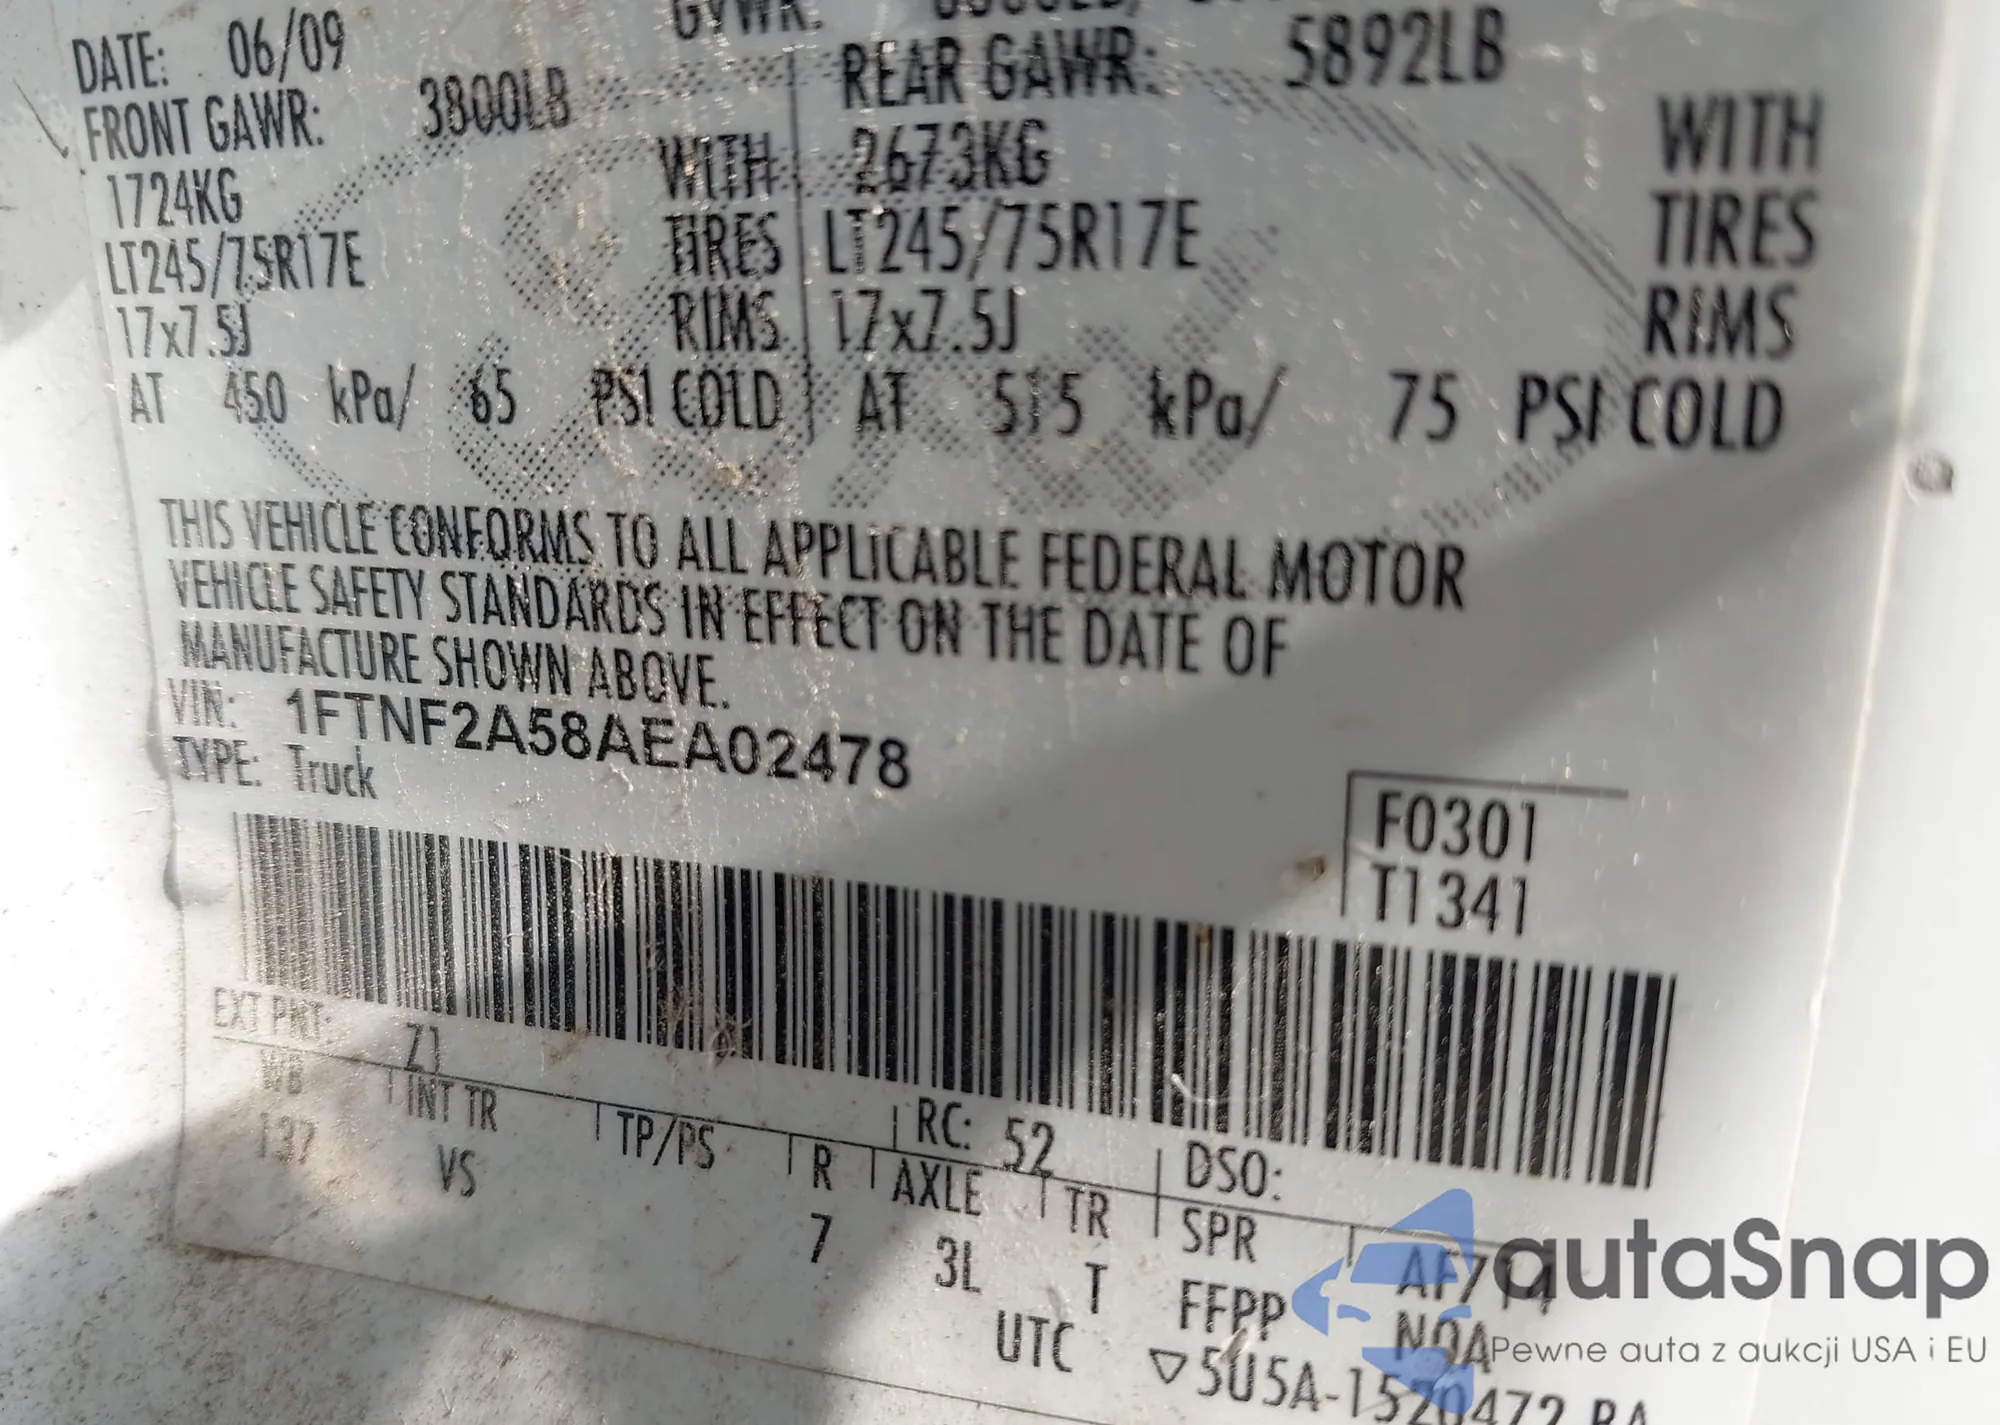 DATE: 06/09
GVWR:
FRONT GAWR: 3800LB
REAR GAWR: 5892LB
1724KG WITH
2673KG WITH
LT245/75R17E TIRES
LT245/75R17E TIRES
17x7.5J RIMS
17x7.5J RIMS
AT 450 kPa/ 65 PSI COLD
AT 515 kPa/ 75 PSI COLD
THIS VEHICLE CONFORMS TO ALL APPLICABLE FEDERAL MOTOR
VEHICLE SAFETY STANDARDS IN EFFECT ON THE DATE OF
MANUFACTURE SHOWN ABOVE.
VIN: 1FTNF2A58AEA02478
TYPE: Truck
F0301
T1341
EXT PNT: Z1
RC: 52
DSO:
WB INT TR TP/PS R AXLE TR SPR
137 VS 7 3L T FFPP
UTC
▽5U5A-1520472
autaSnap
Pewne auta z aukcji USA i EU